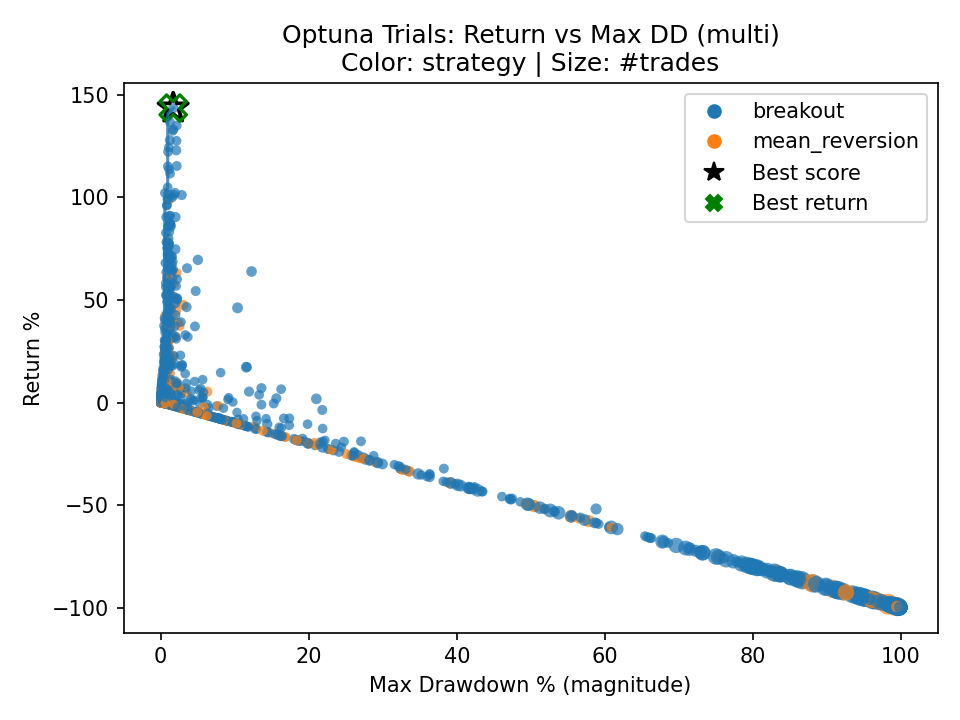 Optuna Trials: Return vs Max DD (multi)
Color: strategy | Size: #trades
Return %
150
100
50
0
−50
−100
breakout
mean_reversion
Best score
Best return
0
20
40
60
80
100
Max Drawdown % (magnitude)